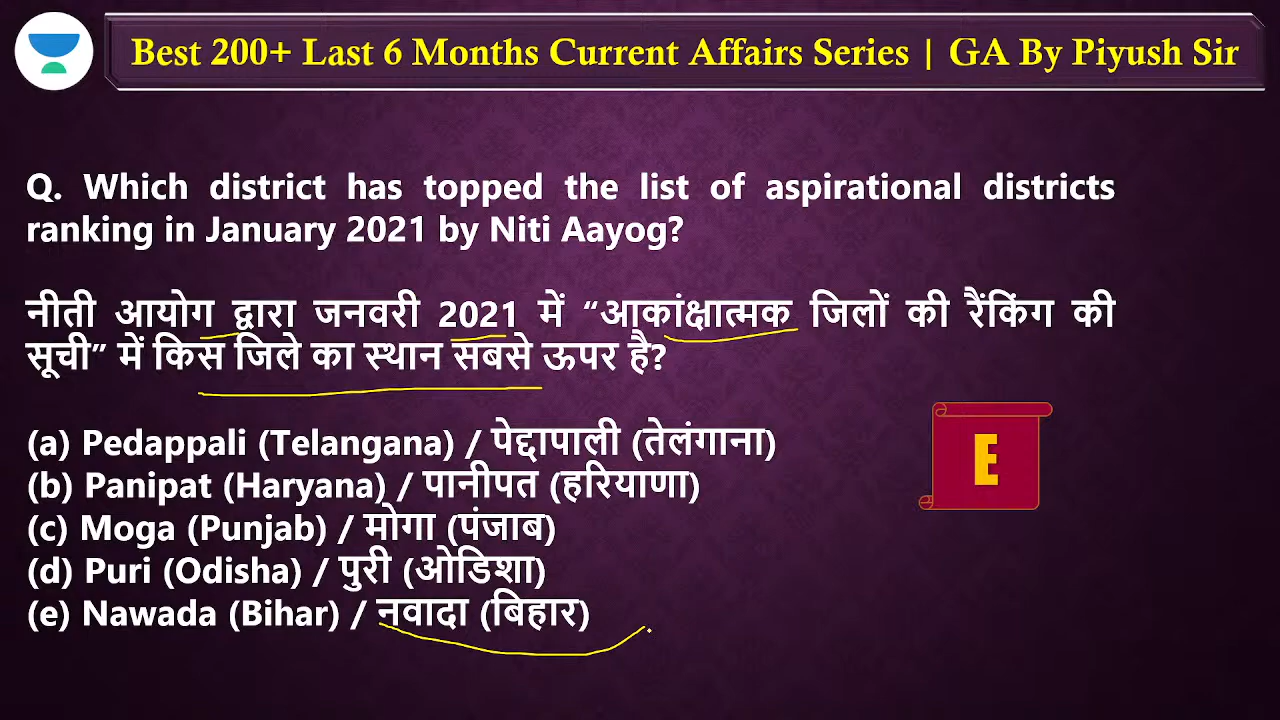 Best 200+ Last 6 Months Current Affairs Series | GA By Piyush Sir
Q. Which district has topped the list of aspirational districts
ranking in January 2021 by Niti Aayog?
नीती आयोग द्वारा जनवरी 2021 में “आकांक्षात्मक जिलों की रैंकिंग की
सूची” में किस जिले का स्थान सबसे ऊपर है?
(a) Pedappali (Telangana) / पेद्दापाली (तेलंगाना)
(b) Panipat (Haryana) / पानीपत (हरियाणा)
(c) Moga (Punjab) / मोगा (पंजाब)
(d) Puri (Odisha) / पुरी (ओडिशा)
(e) Nawada (Bihar) / नवादा (बिहार)
E